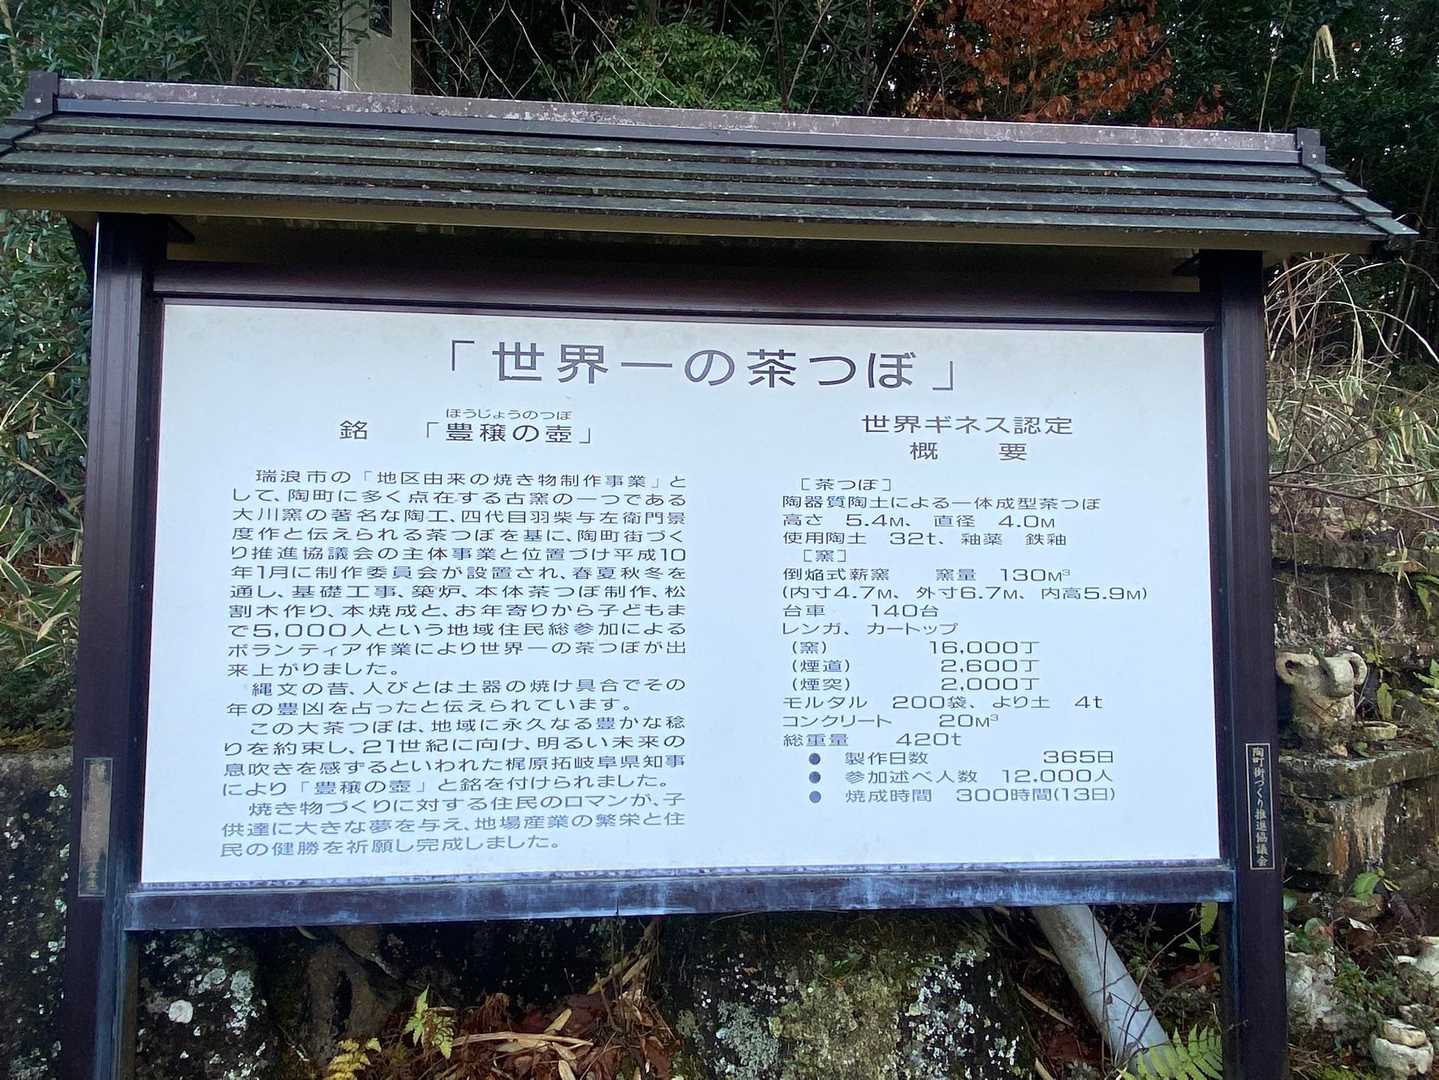 「世界一の茶つぼ」
ほうじょうのつぼ
銘 「豊穣の壺」
瑞浪市の「地区由来の焼き物制作事業」と
して、陶町に多く点在する古窯の一つである
大川窯の著名な陶工、四代目羽柴与左衛門景
度作と伝えられる茶つぼを基に、陶町街づく
り推進協議会の主体事業と位置づけ平成10
年1月に制作委員会が設置され、春夏秋冬を
通し、基礎工事、築炉、本体茶つぼ制作、松
割木作り、本焼成と、お年寄りから子どもま
で5,000人という地域住民総参加による
ボランティア作業により世界一の茶つぼが出
来上がりました。
縄文の昔、人びとは土器の焼け具合でその
年の豊凶を占ったと伝えられています。
この大茶つぼは、地域に永久なる豊かな稔
りを約束し、21世紀に向け、明るい未来の
息吹きを感ずるといわれた梶原拓岐阜県知事
により「豊穣の壺」と銘を付けられました。
焼き物づくりに対する住民のロマンが、子
供達に大きな夢を与え、地場産業の繁栄と住
民の健勝を祈願し完成しました。
世界ギネス認定
概 要
[茶つぼ]
陶器質陶土による一体成型茶つぼ
高さ 5.4M、 直径 4.0M
使用陶土 32t、釉薬 鉄釉
[窯]
倒焔式薪窯 窯量 130M³
(内寸4.7M、外寸6.7M、内高5.9M)
台車 140台
レンガ、カートップ
(窯) 16,000丁
(煙道) 2,600丁
(煙突) 2,000丁
モルタル 200袋、より土 4t
コンクリート 20M³
総重量 420t
● 製作日数 365日
● 参加述べ人数 12.000人
● 焼成時間 300時間(13日)
陶町街づくり推進協議会